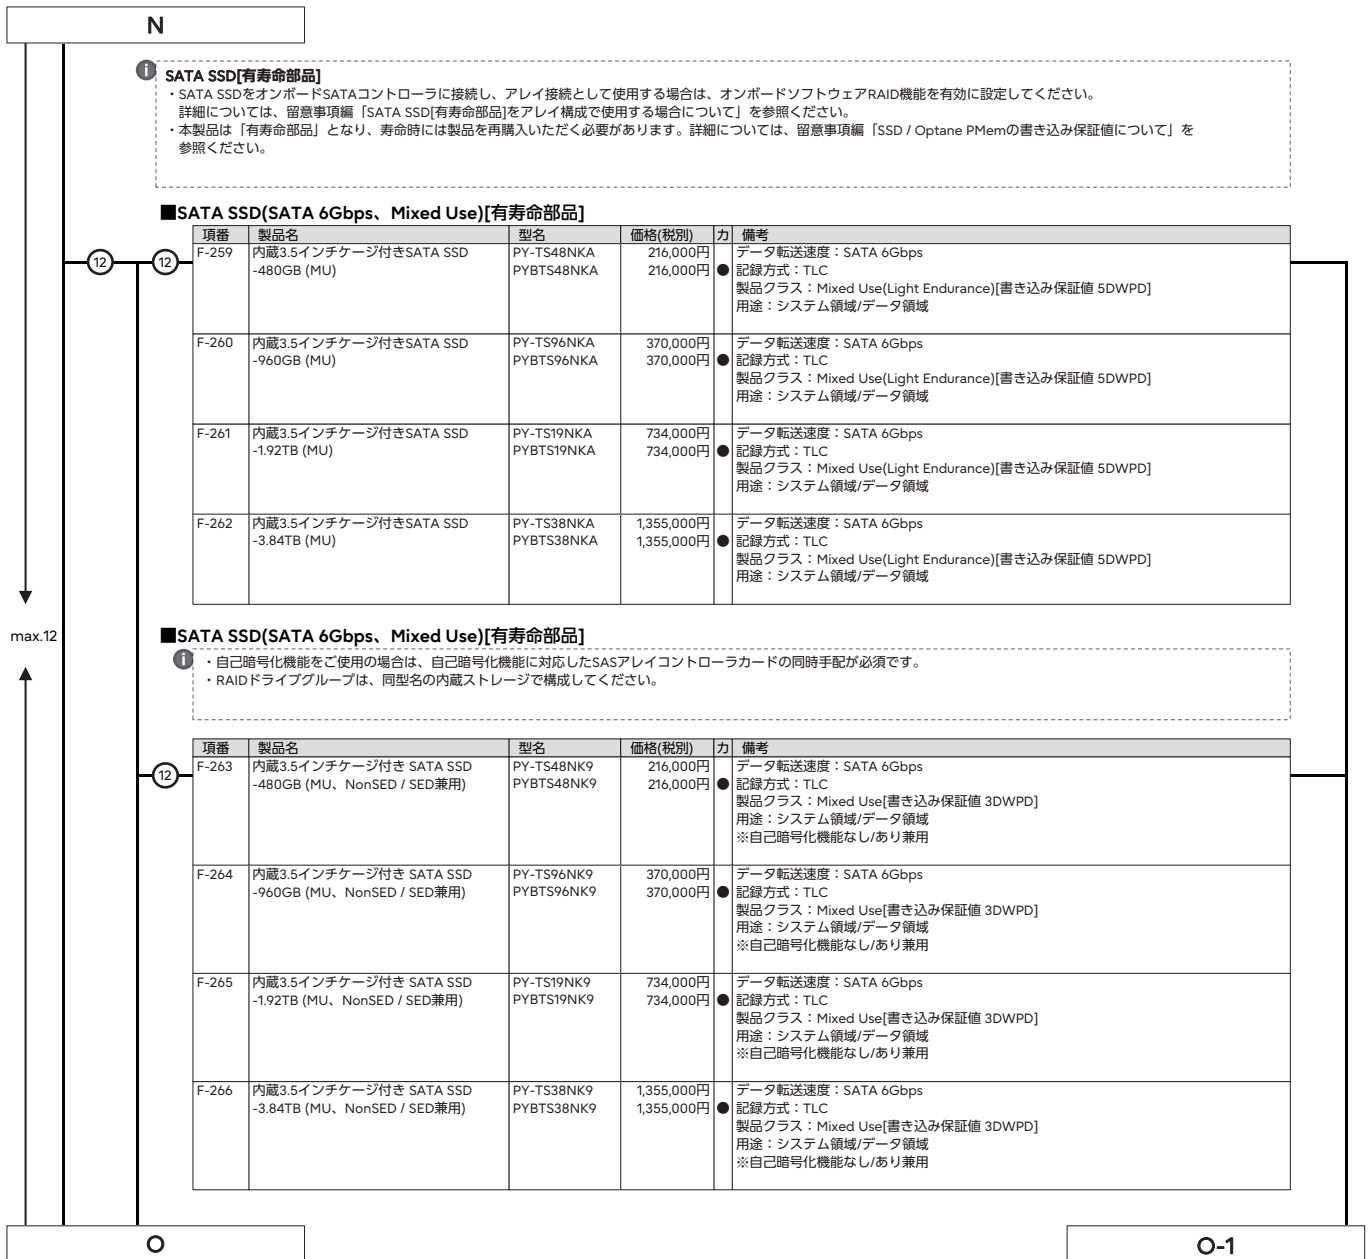 N
SATA SSD[有寿命部品]
・SATA SSDをオンボードSATAコントローラに接続し、アレイ接続として使用する場合は、オンボードソフトウェアRAID機能を有効に設定してください。
詳細については、留意事項編「SATA SSD[有寿命部品]をアレイ構成で使用する場合について」を参照ください。
・本製品は「有寿命部品」となり、寿命時には製品を再購入いただく必要があります。詳細については、留意事項編「SSD / Optane PMemの書き込み保証値について」を
参照ください。
■SATA SSD(SATA 6Gbps、Mixed Use)[有寿命部品]
項番 製品名 型名 価格(税別) カ 備考
F-259 内蔵3.5インチケージ付きSATA SSD PY-TS48NKA 216,000円 データ転送速度：SATA 6Gbps
12 12 -480GB (MU) PYBTS48NKA 216,000円 ● 記録方式：TLC
製品クラス：Mixed Use(Light Endurance)[書き込み保証値 5DWPD]
用途：システム領域/データ領域
F-260 内蔵3.5インチケージ付きSATA SSD PY-TS96NKA 370,000円 データ転送速度：SATA 6Gbps
-960GB (MU) PYBTS96NKA 370,000円 ● 記録方式：TLC
製品クラス：Mixed Use(Light Endurance)[書き込み保証値 5DWPD]
用途：システム領域/データ領域
F-261 内蔵3.5インチケージ付きSATA SSD PY-TS19NKA 734,000円 データ転送速度：SATA 6Gbps
-1.92TB (MU) PYBTS19NKA 734,000円 ● 記録方式：TLC
製品クラス：Mixed Use(Light Endurance)[書き込み保証値 5DWPD]
用途：システム領域/データ領域
F-262 内蔵3.5インチケージ付きSATA SSD PY-TS38NKA 1,355,000円 データ転送速度：SATA 6Gbps
-3.84TB (MU) PYBTS38NKA 1,355,000円 ● 記録方式：TLC
製品クラス：Mixed Use(Light Endurance)[書き込み保証値 5DWPD]
用途：システム領域/データ領域
max.12
■SATA SSD(SATA 6Gbps、Mixed Use)[有寿命部品]
・自己暗号化機能をご使用の場合は、自己暗号化機能に対応したSASアレイコントローラカードの同時手配が必須です。
・RAIDドライブグループは、同型名の内蔵ストレージで構成してください。
項番 製品名 型名 価格(税別) カ 備考
F-263 内蔵3.5インチケージ付き SATA SSD PY-TS48NK9 216,000円 データ転送速度：SATA 6Gbps
12 -480GB (MU、NonSED / SED兼用) PYBTS48NK9 216,000円 ● 記録方式：TLC
製品クラス：Mixed Use[書き込み保証値 3DWPD]
用途：システム領域/データ領域
※自己暗号化機能なし/あり兼用
F-264 内蔵3.5インチケージ付き SATA SSD PY-TS96NK9 370,000円 データ転送速度：SATA 6Gbps
-960GB (MU、NonSED / SED兼用) PYBTS96NK9 370,000円 ● 記録方式：TLC
製品クラス：Mixed Use[書き込み保証値 3DWPD]
用途：システム領域/データ領域
※自己暗号化機能なし/あり兼用
F-265 内蔵3.5インチケージ付き SATA SSD PY-TS19NK9 734,000円 データ転送速度：SATA 6Gbps
-1.92TB (MU、NonSED / SED兼用) PYBTS19NK9 734,000円 ● 記録方式：TLC
製品クラス：Mixed Use[書き込み保証値 3DWPD]
用途：システム領域/データ領域
※自己暗号化機能なし/あり兼用
F-266 内蔵3.5インチケージ付き SATA SSD PY-TS38NK9 1,355,000円 データ転送速度：SATA 6Gbps
-3.84TB (MU、NonSED / SED兼用) PYBTS38NK9 1,355,000円 ● 記録方式：TLC
製品クラス：Mixed Use[書き込み保証値 3DWPD]
用途：システム領域/データ領域
※自己暗号化機能なし/あり兼用
O O-1